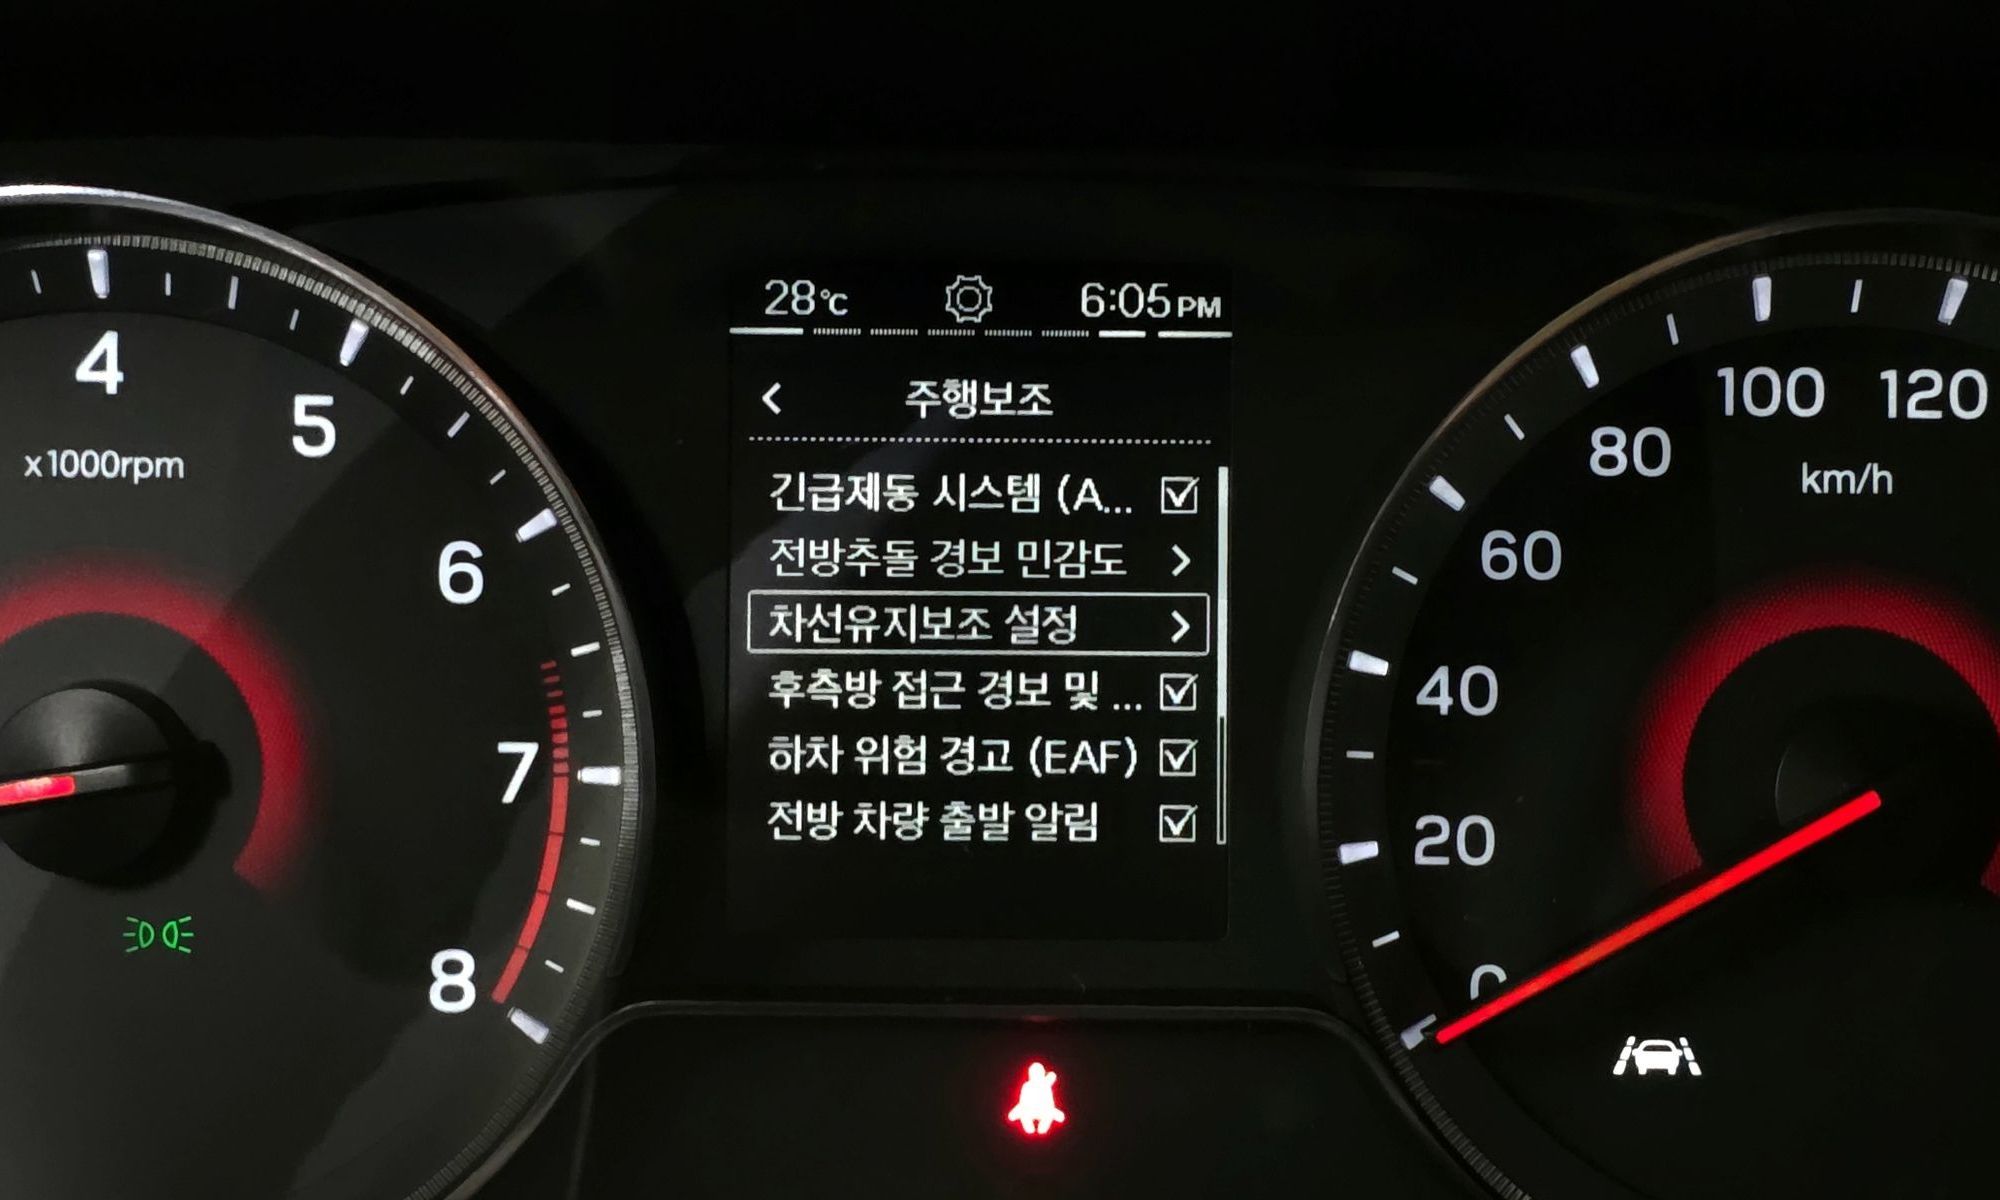 28℃ 6:05PM
주행보조
긴급제동 시스템 (A...
전방추돌 경보 민감도
차선유지보조 설정
후측방 접근 경보 및 ...
하차 위험 경고 (EAF)
전방 차량 출발 알림
4
5
6
7
8
x1000rpm
0
20
40
60
80
100
120
km/h